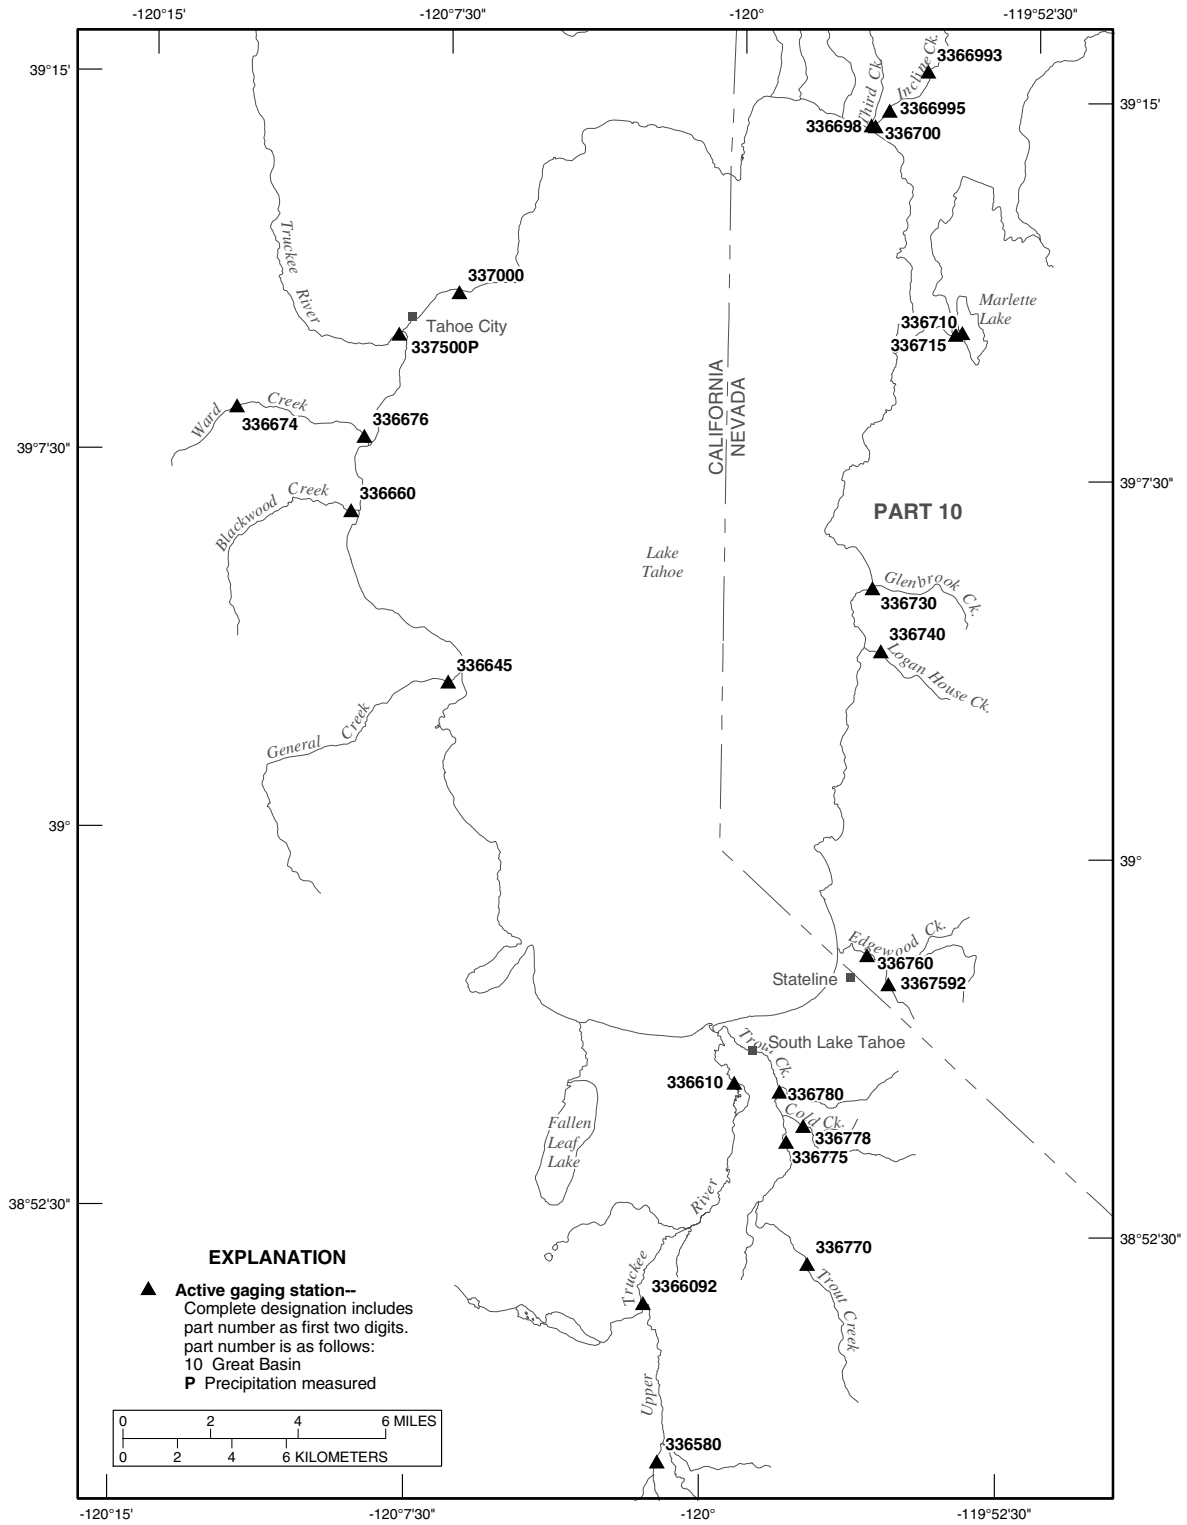 -120°15'
-120°7'30"
-120°
-119°52'30"
39°15'
39°15'
3366993
Incline Ck.
Third Ck
3366995
336698
336700
Truckee River
337000
Tahoe City
337500P
Marlette
Lake
336710
336715
CALIFORNIA
NEVADA
Ward Creek
336674
336676
39°7'30"
39°7'30"
Blackwood Creek
336660
PART 10
Lake
Tahoe
Glenbrook Ck.
336730
336740
Logan House Ck.
336645
General Creek
39°
39°
Edgewood Ck.
336760
Stateline
3367592
Trout Ck.
South Lake Tahoe
336610
336780
Cold Ck.
336778
336775
Fallen
Leaf
Lake
38°52'30"
38°52'30"
336770
Trout Creek
3366092
Upper Truckee River
336580
EXPLANATION
Active gaging station--
Complete designation includes
part number as first two digits.
part number is as follows:
10 Great Basin
P Precipitation measured
0 2 4 6 MILES
0 2 4 6 KILOMETERS
-120°15'
-120°7'30"
-120°
-119°52'30"